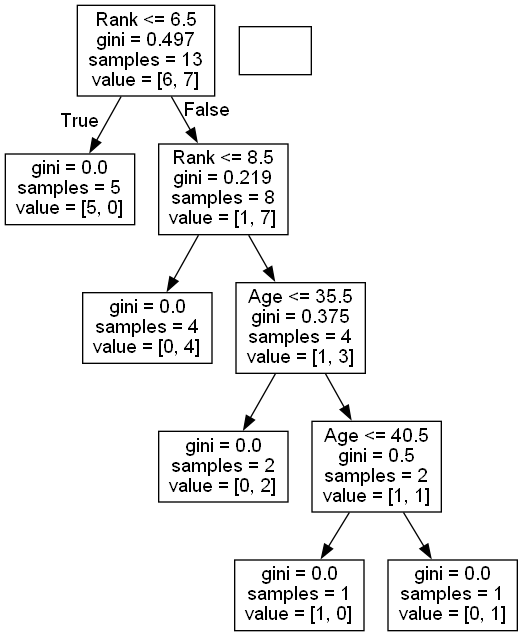 Rank <= 6.5
gini = 0.497
samples = 13
value = [6, 7]
True
False
gini = 0.0
samples = 5
value = [5, 0]
Rank <= 8.5
gini = 0.219
samples = 8
value = [1, 7]
gini = 0.0
samples = 4
value = [0, 4]
Age <= 35.5
gini = 0.375
samples = 4
value = [1, 3]
gini = 0.0
samples = 2
value = [0, 2]
Age <= 40.5
gini = 0.5
samples = 2
value = [1, 1]
gini = 0.0
samples = 1
value = [1, 0]
gini = 0.0
samples = 1
value = [0, 1]